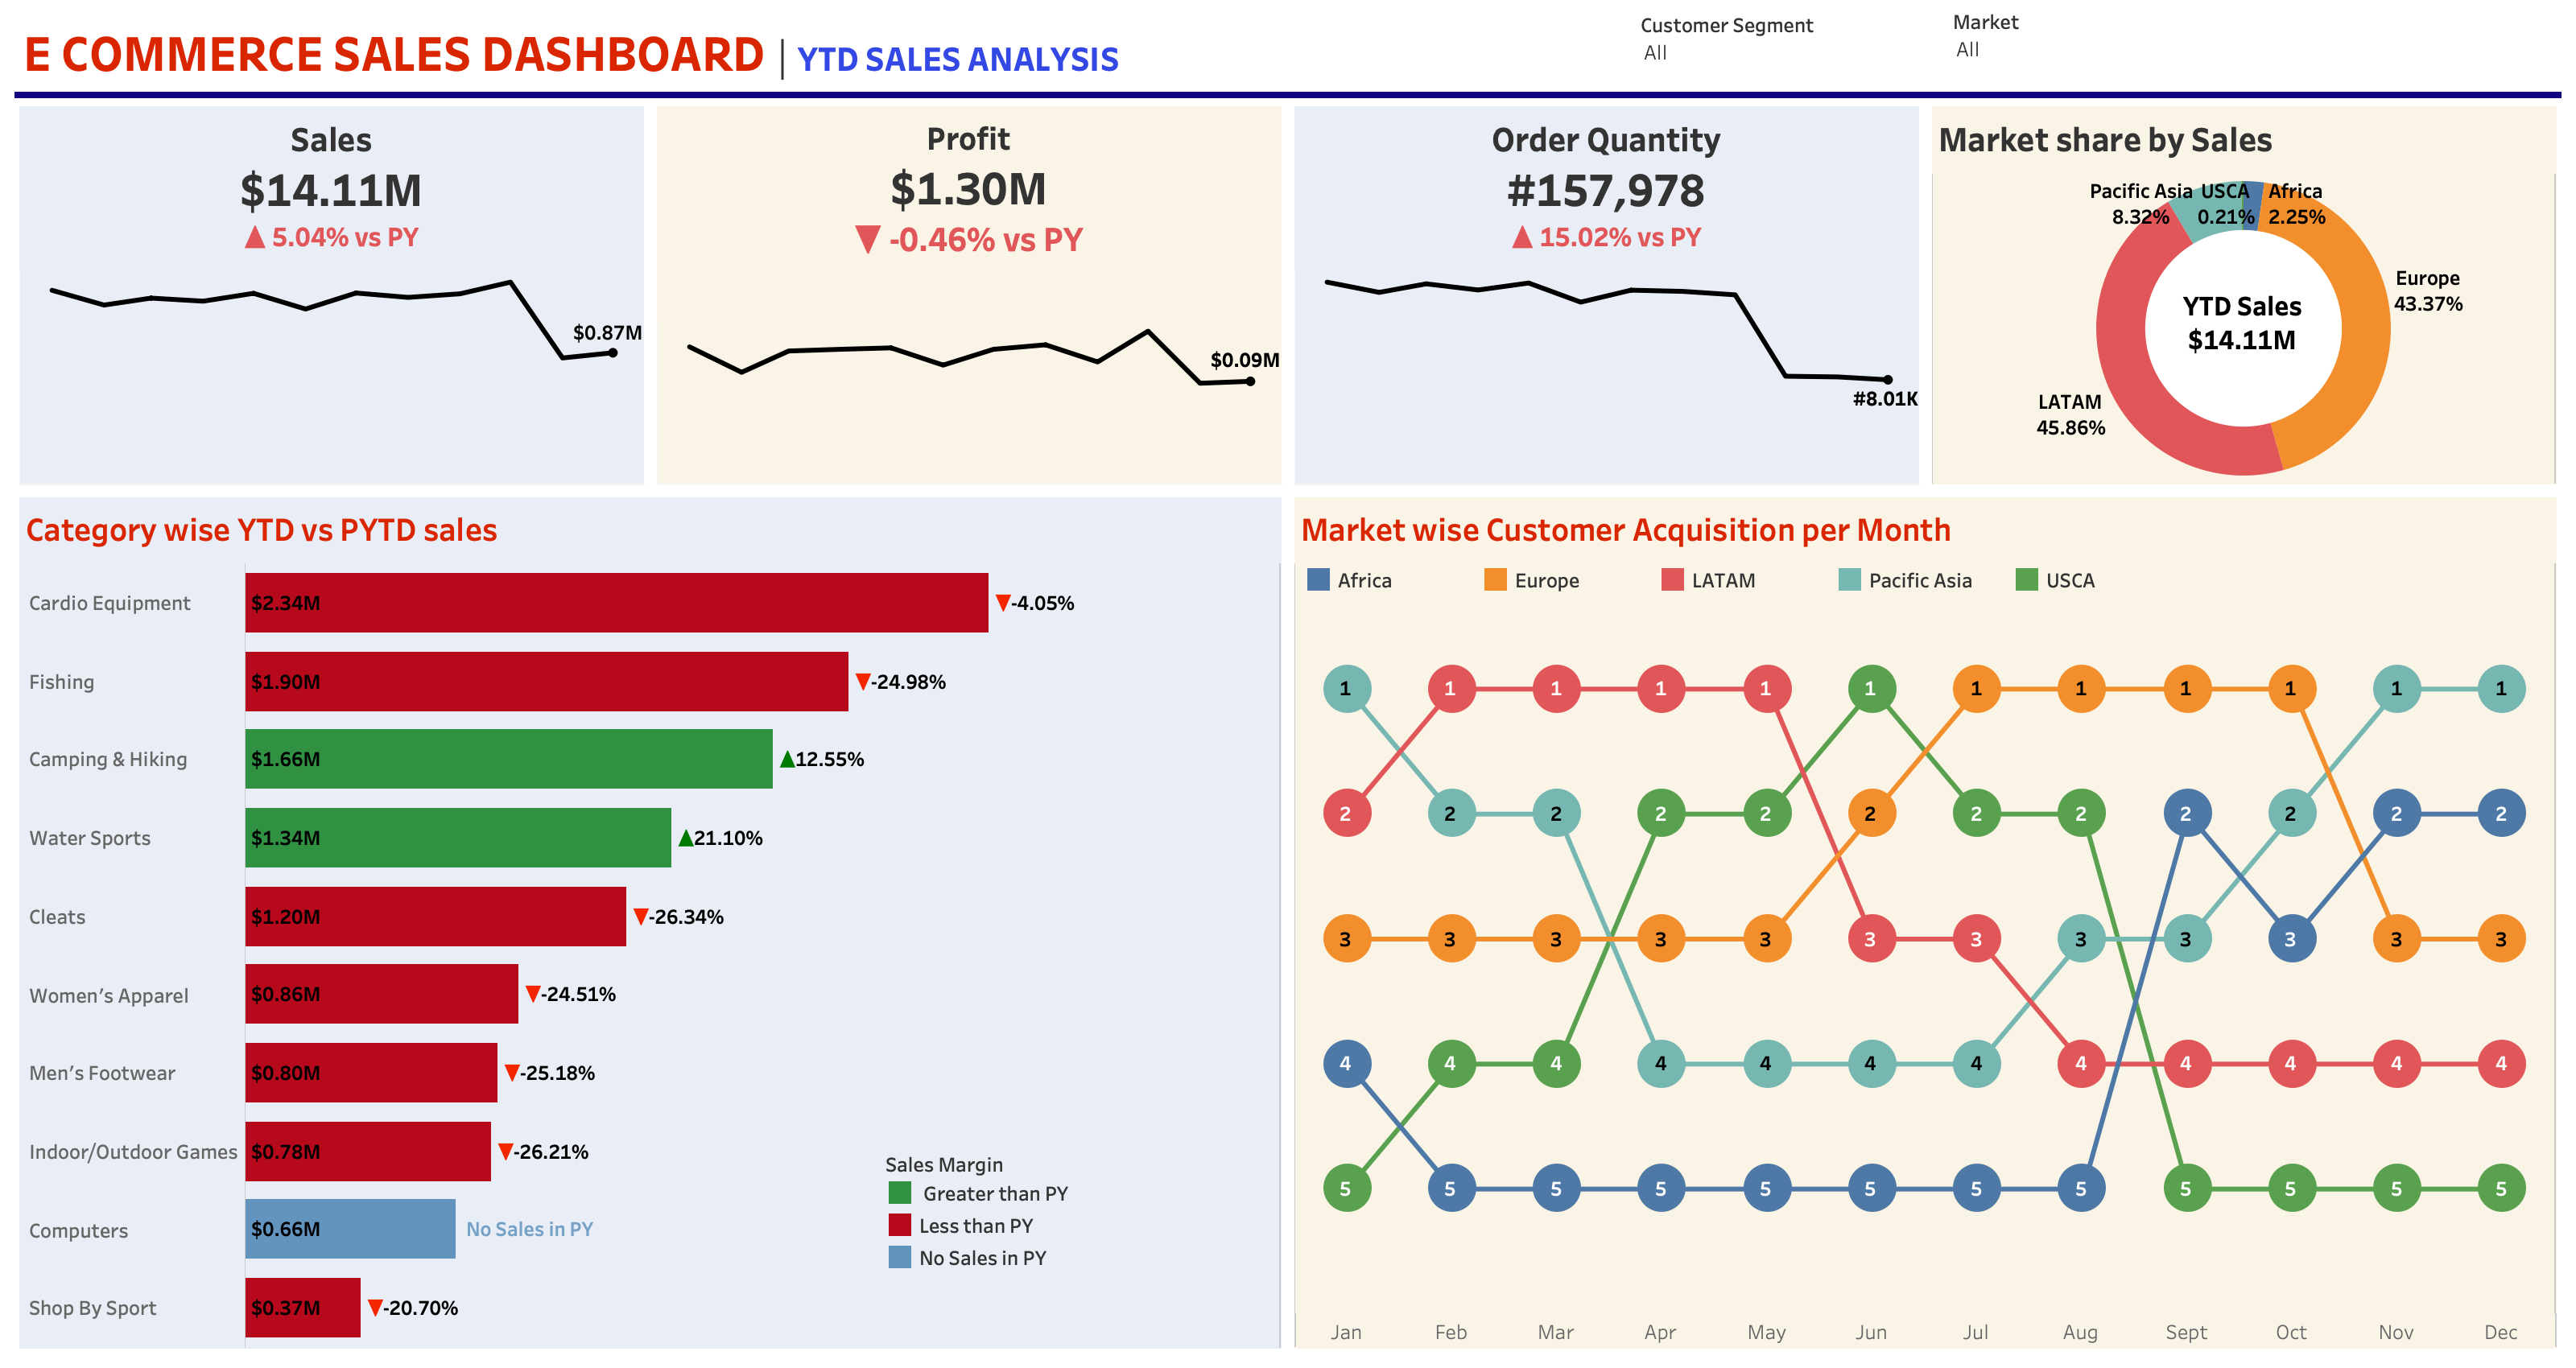 E COMMERCE SALES DASHBOARD | YTD SALES ANALYSIS
Customer Segment
All
Market
All
Sales
$14.11M
▲ 5.04% vs PY
$0.87M
Profit
$1.30M
▼ -0.46% vs PY
$0.09M
Order Quantity
#157,978
▲ 15.02% vs PY
#8.01K
Market share by Sales
Pacific Asia
8.32%
USCA
0.21%
Africa
2.25%
Europe
43.37%
YTD Sales
$14.11M
LATAM
45.86%
Category wise YTD vs PYTD sales
Cardio Equipment $2.34M ▼-4.05%
Fishing $1.90M ▼-24.98%
Camping & Hiking $1.66M ▲12.55%
Water Sports $1.34M ▲21.10%
Cleats $1.20M ▼-26.34%
Women's Apparel $0.86M ▼-24.51%
Men's Footwear $0.80M ▼-25.18%
Indoor/Outdoor Games $0.78M ▼-26.21%
Computers $0.66M No Sales in PY
Shop By Sport $0.37M ▼-20.70%
Sales Margin
Greater than PY
Less than PY
No Sales in PY
Market wise Customer Acquisition per Month
Africa Europe LATAM Pacific Asia USCA
1 1 1 1 1 1 1 1 1 1 1 1
2 2 2 2 2 2 2 2 2 2 2 2
3 3 3 3 3 3 3 3 3 3 3 3
4 4 4 4 4 4 4 4 4 4 4 4
5 5 5 5 5 5 5 5 5 5 5 5
Jan Feb Mar Apr May Jun Jul Aug Sept Oct Nov Dec